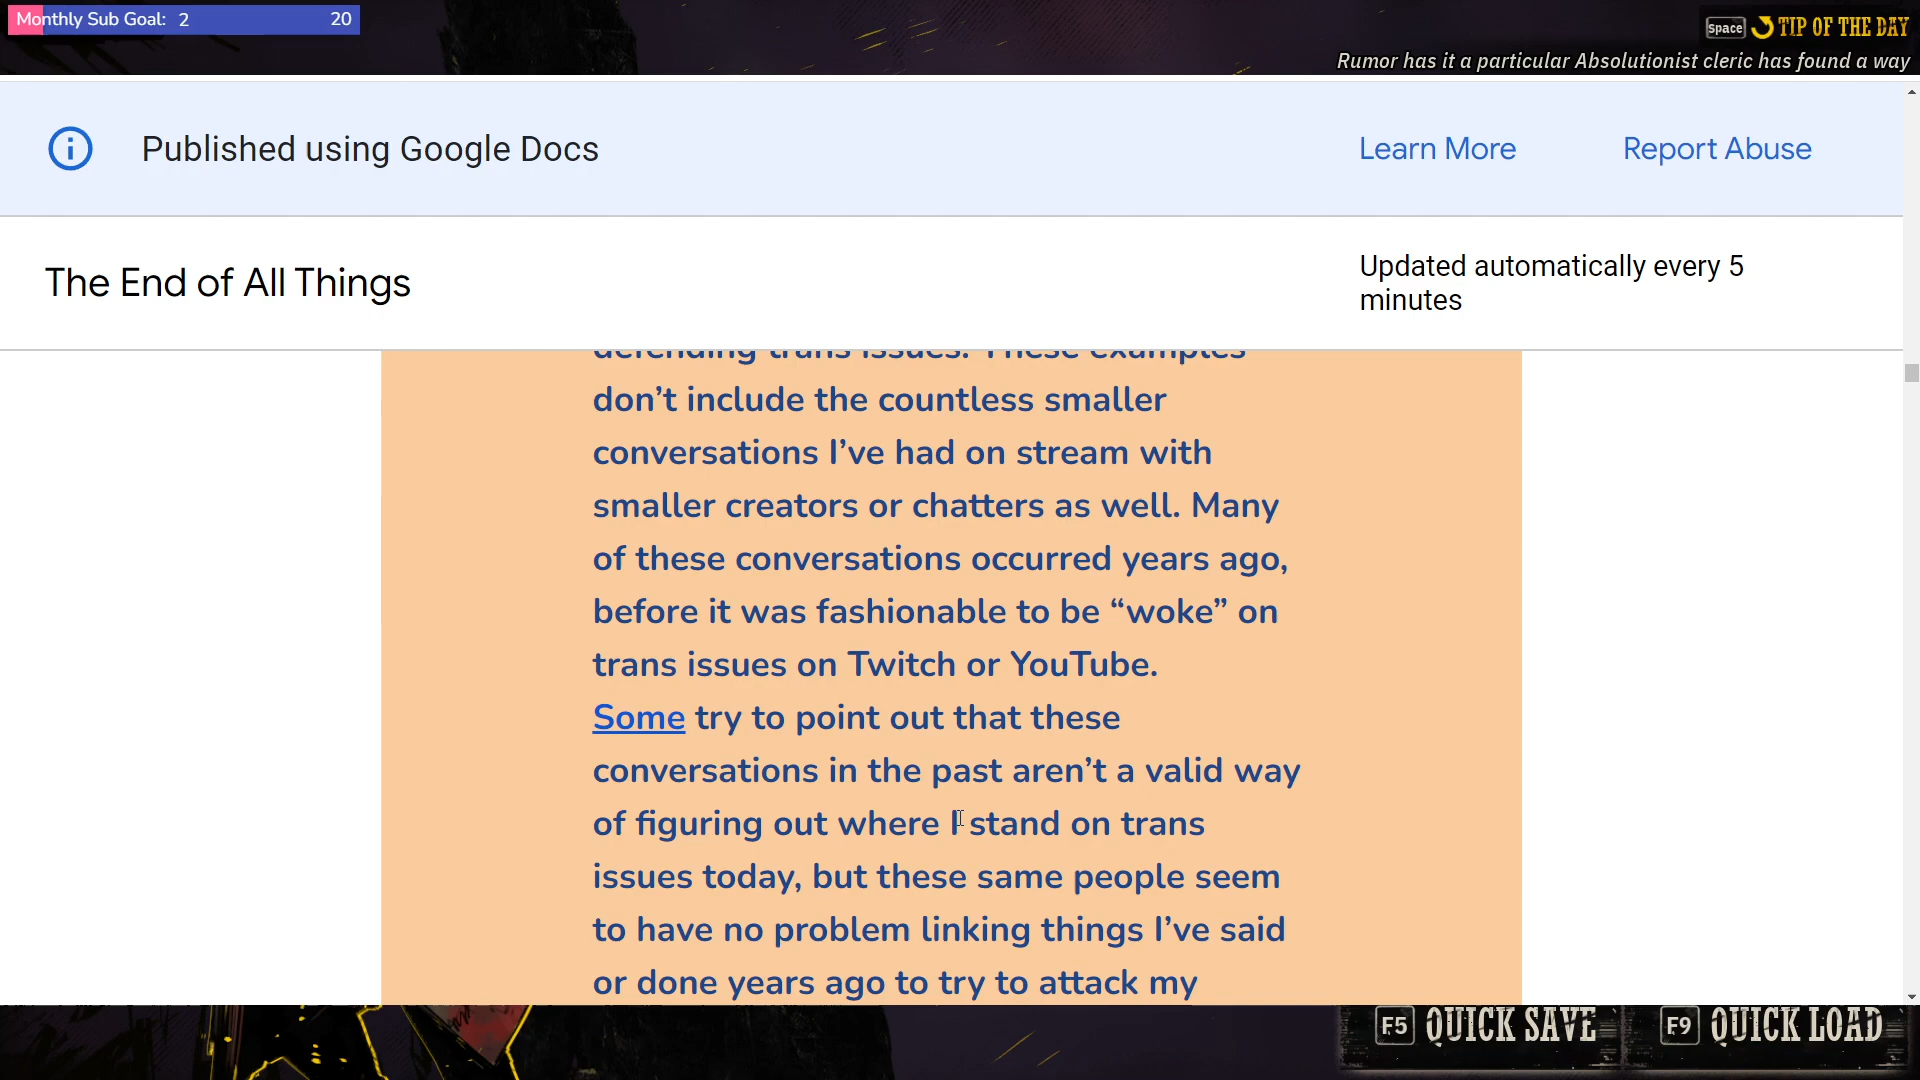 Monthly Sub Goal: 2 20
Space TIP OF THE DAY
Rumor has it a particular Absolutionist cleric has found a way
Published using Google Docs
Learn More
Report Abuse
The End of All Things
Updated automatically every 5
minutes
defending trans issues. These examples
don’t include the countless smaller
conversations I’ve had on stream with
smaller creators or chatters as well. Many
of these conversations occurred years ago,
before it was fashionable to be “woke” on
trans issues on Twitch or YouTube.
Some try to point out that these
conversations in the past aren’t a valid way
of figuring out where I stand on trans
issues today, but these same people seem
to have no problem linking things I’ve said
or done years ago to try to attack my
F5 QUICK SAVE
F9 QUICK LOAD